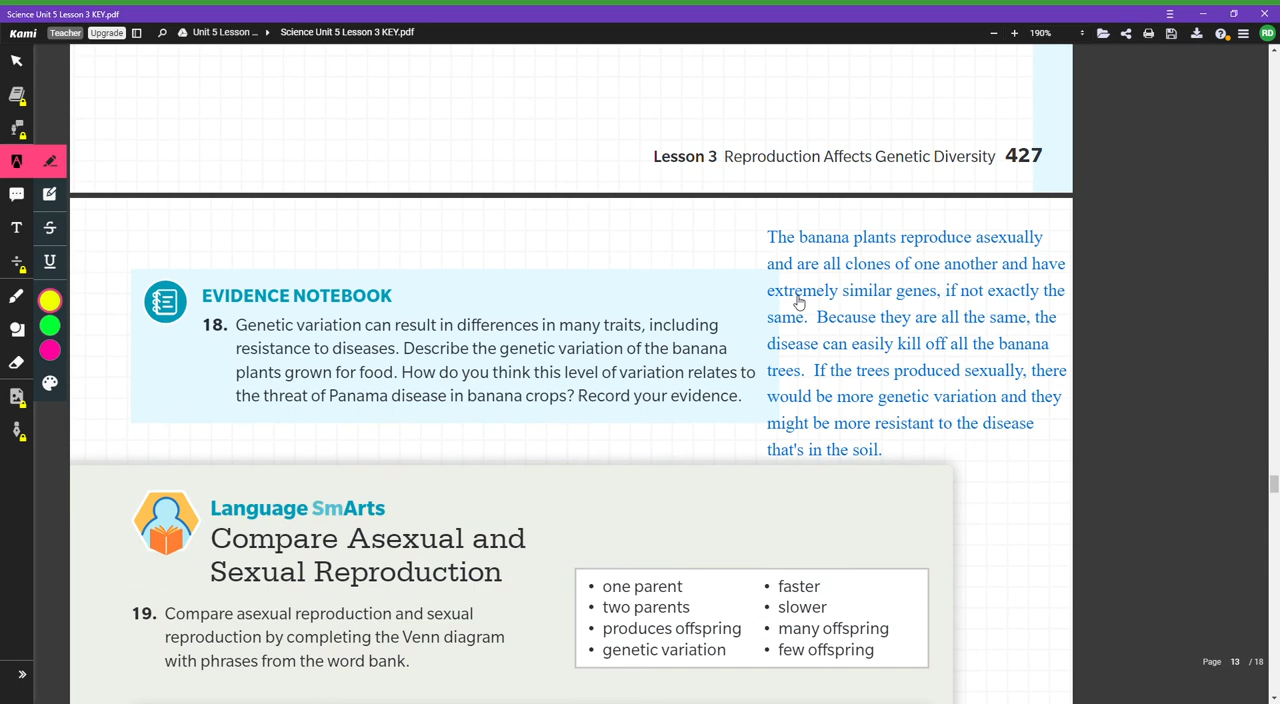 Science Unit 5 Lesson 3 KEY.pdf
Kami Teacher Upgrade Unit 5 Lesson ... Science Unit 5 Lesson 3 KEY.pdf 190% RD
Lesson 3 Reproduction Affects Genetic Diversity 427
The banana plants reproduce asexually
and are all clones of one another and have
extremely similar genes, if not exactly the
same. Because they are all the same, the
disease can easily kill off all the banana
trees. If the trees produced sexually, there
would be more genetic variation and they
might be more resistant to the disease
that's in the soil.
EVIDENCE NOTEBOOK
18. Genetic variation can result in differences in many traits, including
resistance to diseases. Describe the genetic variation of the banana
plants grown for food. How do you think this level of variation relates to
the threat of Panama disease in banana crops? Record your evidence.
Language SmArts
Compare Asexual and
Sexual Reproduction
19. Compare asexual reproduction and sexual
reproduction by completing the Venn diagram
with phrases from the word bank.
• one parent • faster
• two parents • slower
• produces offspring • many offspring
• genetic variation • few offspring
Page 13 / 18